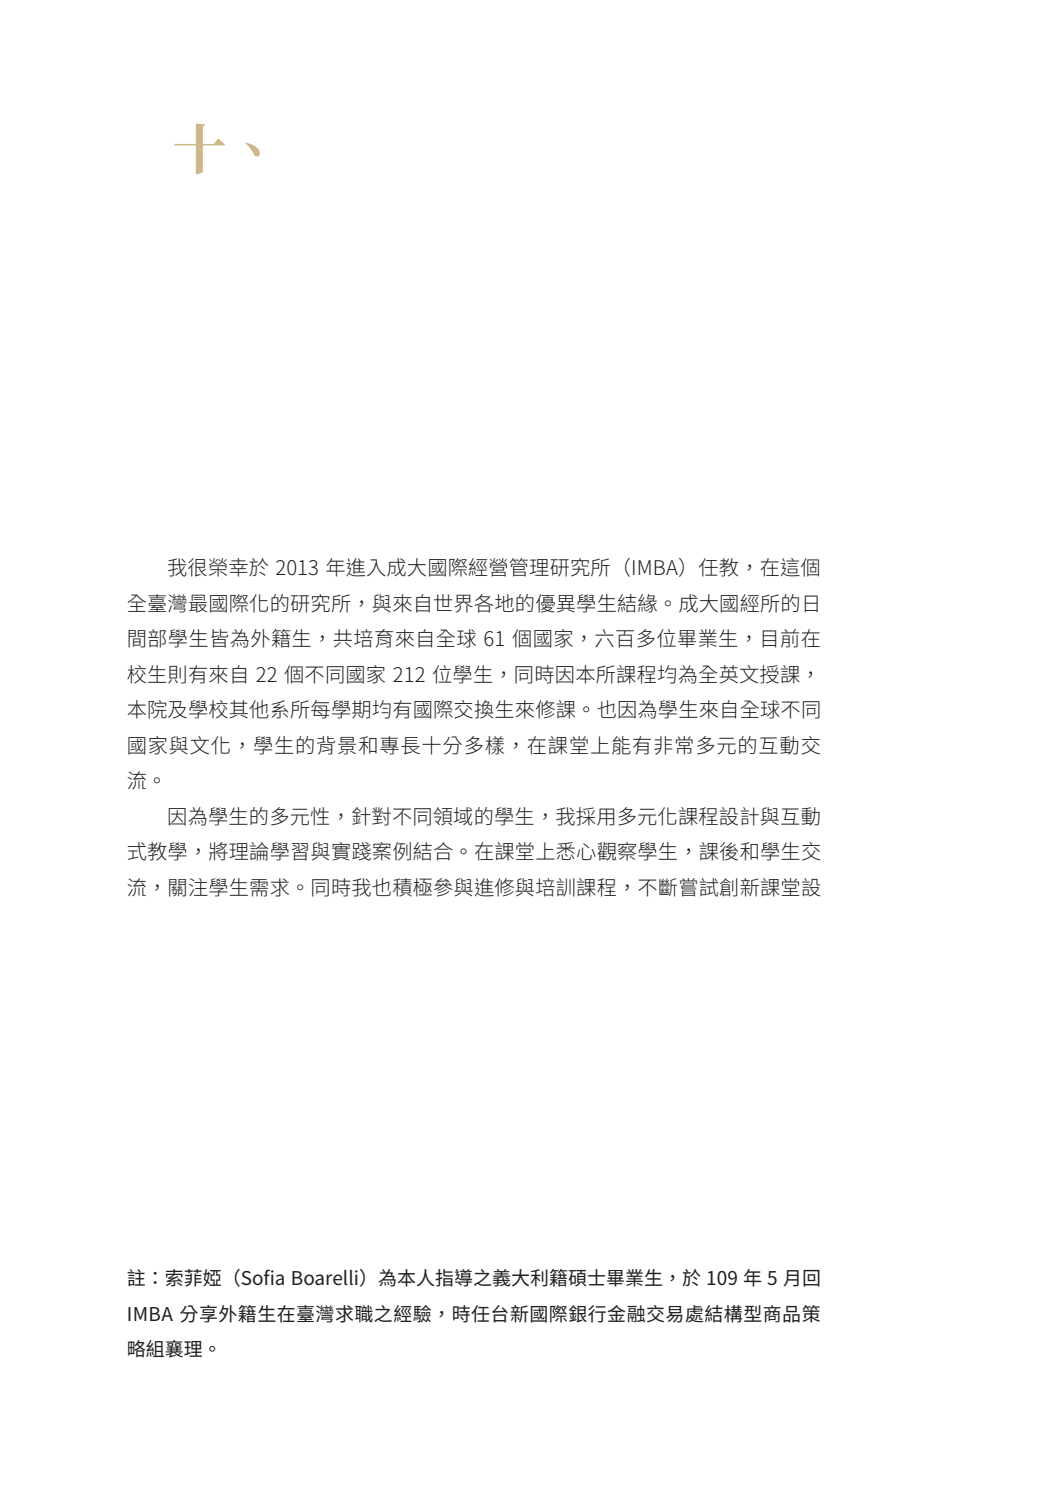 十、
我很榮幸於 2013 年進入成大國際經營管理研究所（IMBA）任教，在這個
全臺灣最國際化的研究所，與來自世界各地的優異學生結緣。成大國經所的日
間部學生皆為外籍生，共培育來自全球 61 個國家，六百多位畢業生，目前在
校生則有來自 22 個不同國家 212 位學生，同時因本所課程均為全英文授課，
本院及學校其他系所每學期均有國際交換生來修課。也因為學生來自全球不同
國家與文化，學生的背景和專長十分多樣，在課堂上能有非常多元的互動交
流。
因為學生的多元性，針對不同領域的學生，我採用多元化課程設計與互動
式教學，將理論學習與實踐案例結合。在課堂上悉心觀察學生，課後和學生交
流，關注學生需求。同時我也積極參與進修與培訓課程，不斷嘗試創新課堂設
註：索菲婭（Sofia Boarelli）為本人指導之義大利籍碩士畢業生，於 109 年 5 月回
IMBA 分享外籍生在臺灣求職之經驗，時任台新國際銀行金融交易處結構型商品策
略組襄理。